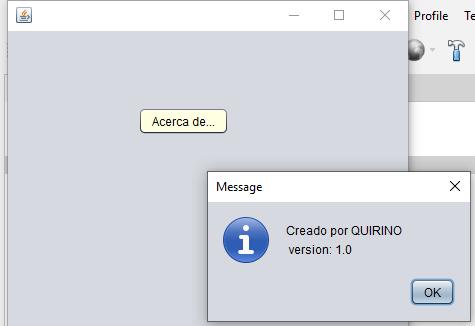 Profile
Te
Acerca de...
Message
Creado por QUIRINO
version: 1.0
OK